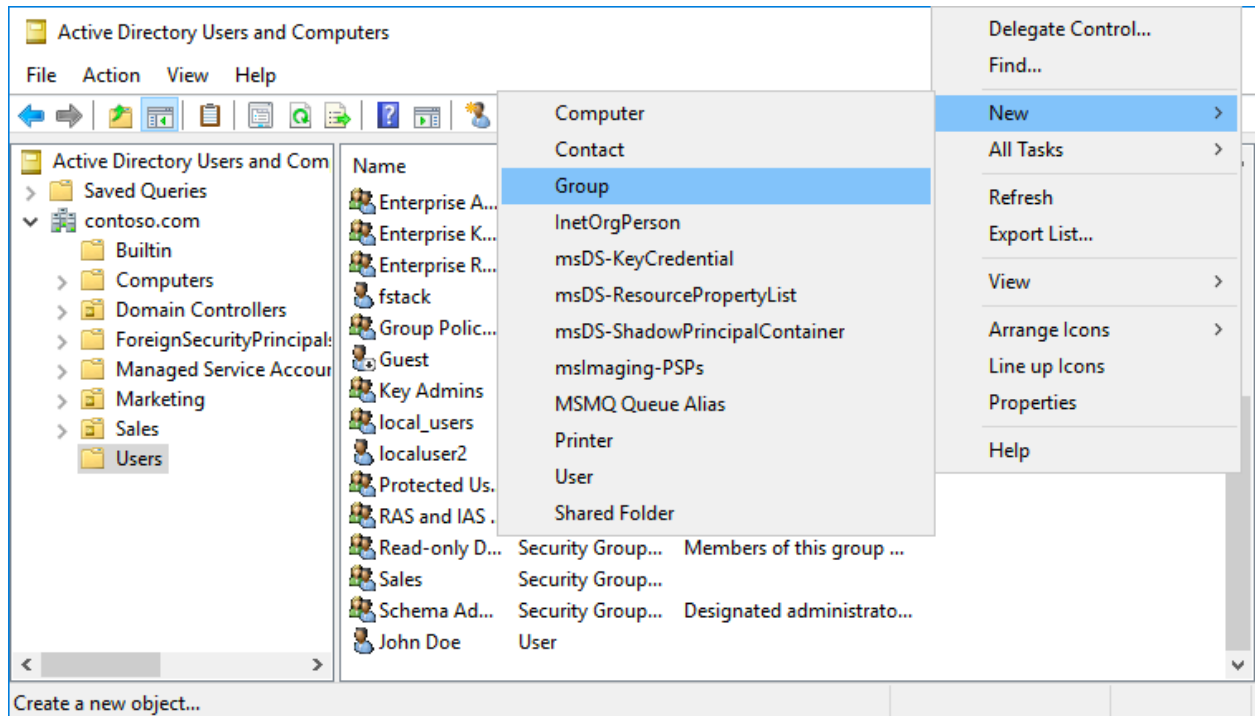 Active Directory Users and Computers
File Action View Help
Active Directory Users and Com
Saved Queries
contoso.com
Builtin
Computers
Domain Controllers
ForeignSecurityPrincipals
Managed Service Accour
Marketing
Sales
Users
Name
Enterprise A...
Enterprise K...
Enterprise R...
fstack
Group Polic...
Guest
Key Admins
local_users
localuser2
Protected Us.
RAS and IAS .
Read-only D... Security Group... Members of this group ...
Sales Security Group...
Schema Ad... Security Group... Designated administrato...
John Doe User
Computer
Contact
Group
InetOrgPerson
msDS-KeyCredential
msDS-ResourcePropertyList
msDS-ShadowPrincipalContainer
msImaging-PSPs
MSMQ Queue Alias
Printer
User
Shared Folder
Delegate Control...
Find...
New
All Tasks
Refresh
Export List...
View
Arrange Icons
Line up Icons
Properties
Help
Create a new object...